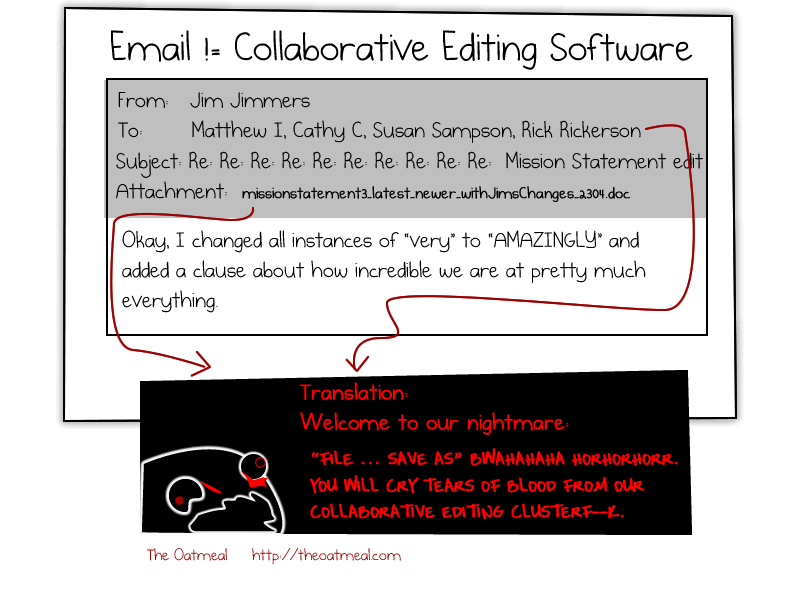 Email != Collaborative Editing Software
From: Jim Jimmers
To: Matthew I, Cathy C, Susan Sampson, Rick Rickerson
Subject: Re: Re: Re: Re: Re: Re: Re: Re: Re: Re: Mission Statement edit
Attachment: missionstatement3_latest_newer_withJimsChanges_2304.doc
Okay, I changed all instances of “very” to “AMAZINGLY” and
added a clause about how incredible we are at pretty much
everything.
Translation:
Welcome to our nightmare:
“FILE ... SAVE AS” BWAHAHAHA HORHORHORR.
YOU WILL CRY TEARS OF BLOOD FROM OUR
COLLABORATIVE EDITING CLUSTERF--K.
The Oatmeal http://theoatmeal.com